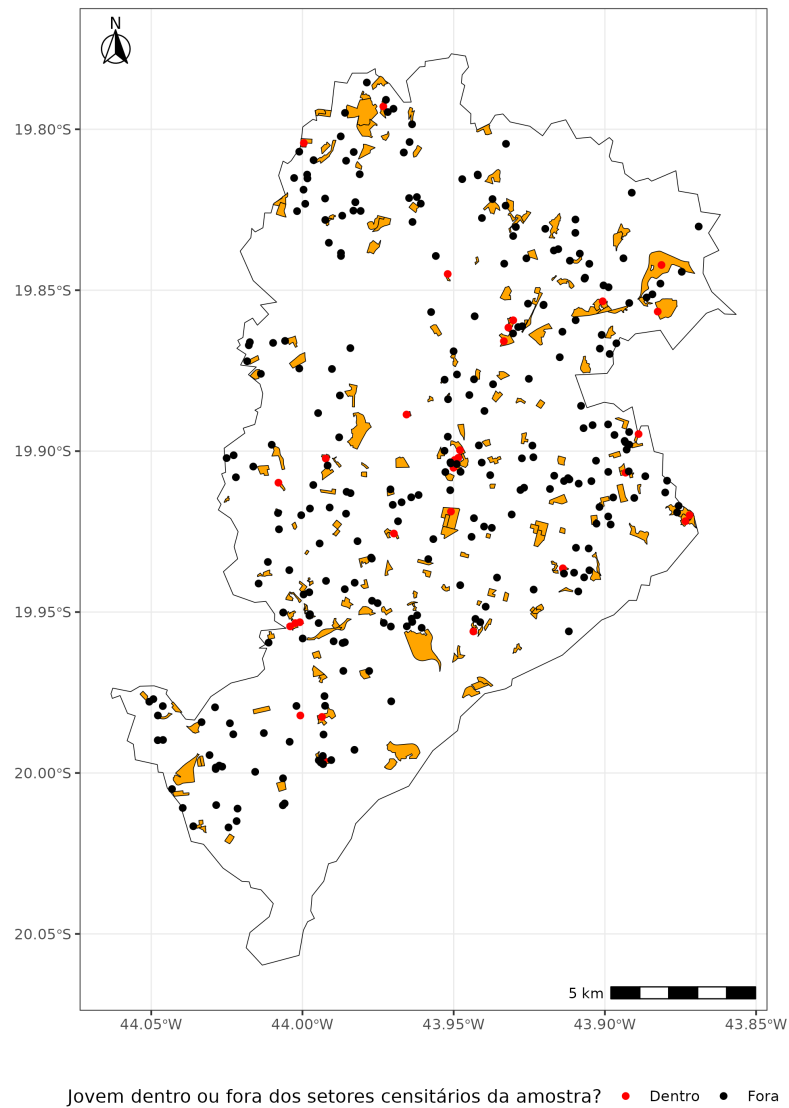 N
19.80°S
19.85°S
19.90°S
19.95°S
20.00°S
20.05°S
5 km
44.05°W 44.00°W 43.95°W 43.90°W 43.85°W
Jovem dentro ou fora dos setores censitários da amostra? Dentro Fora